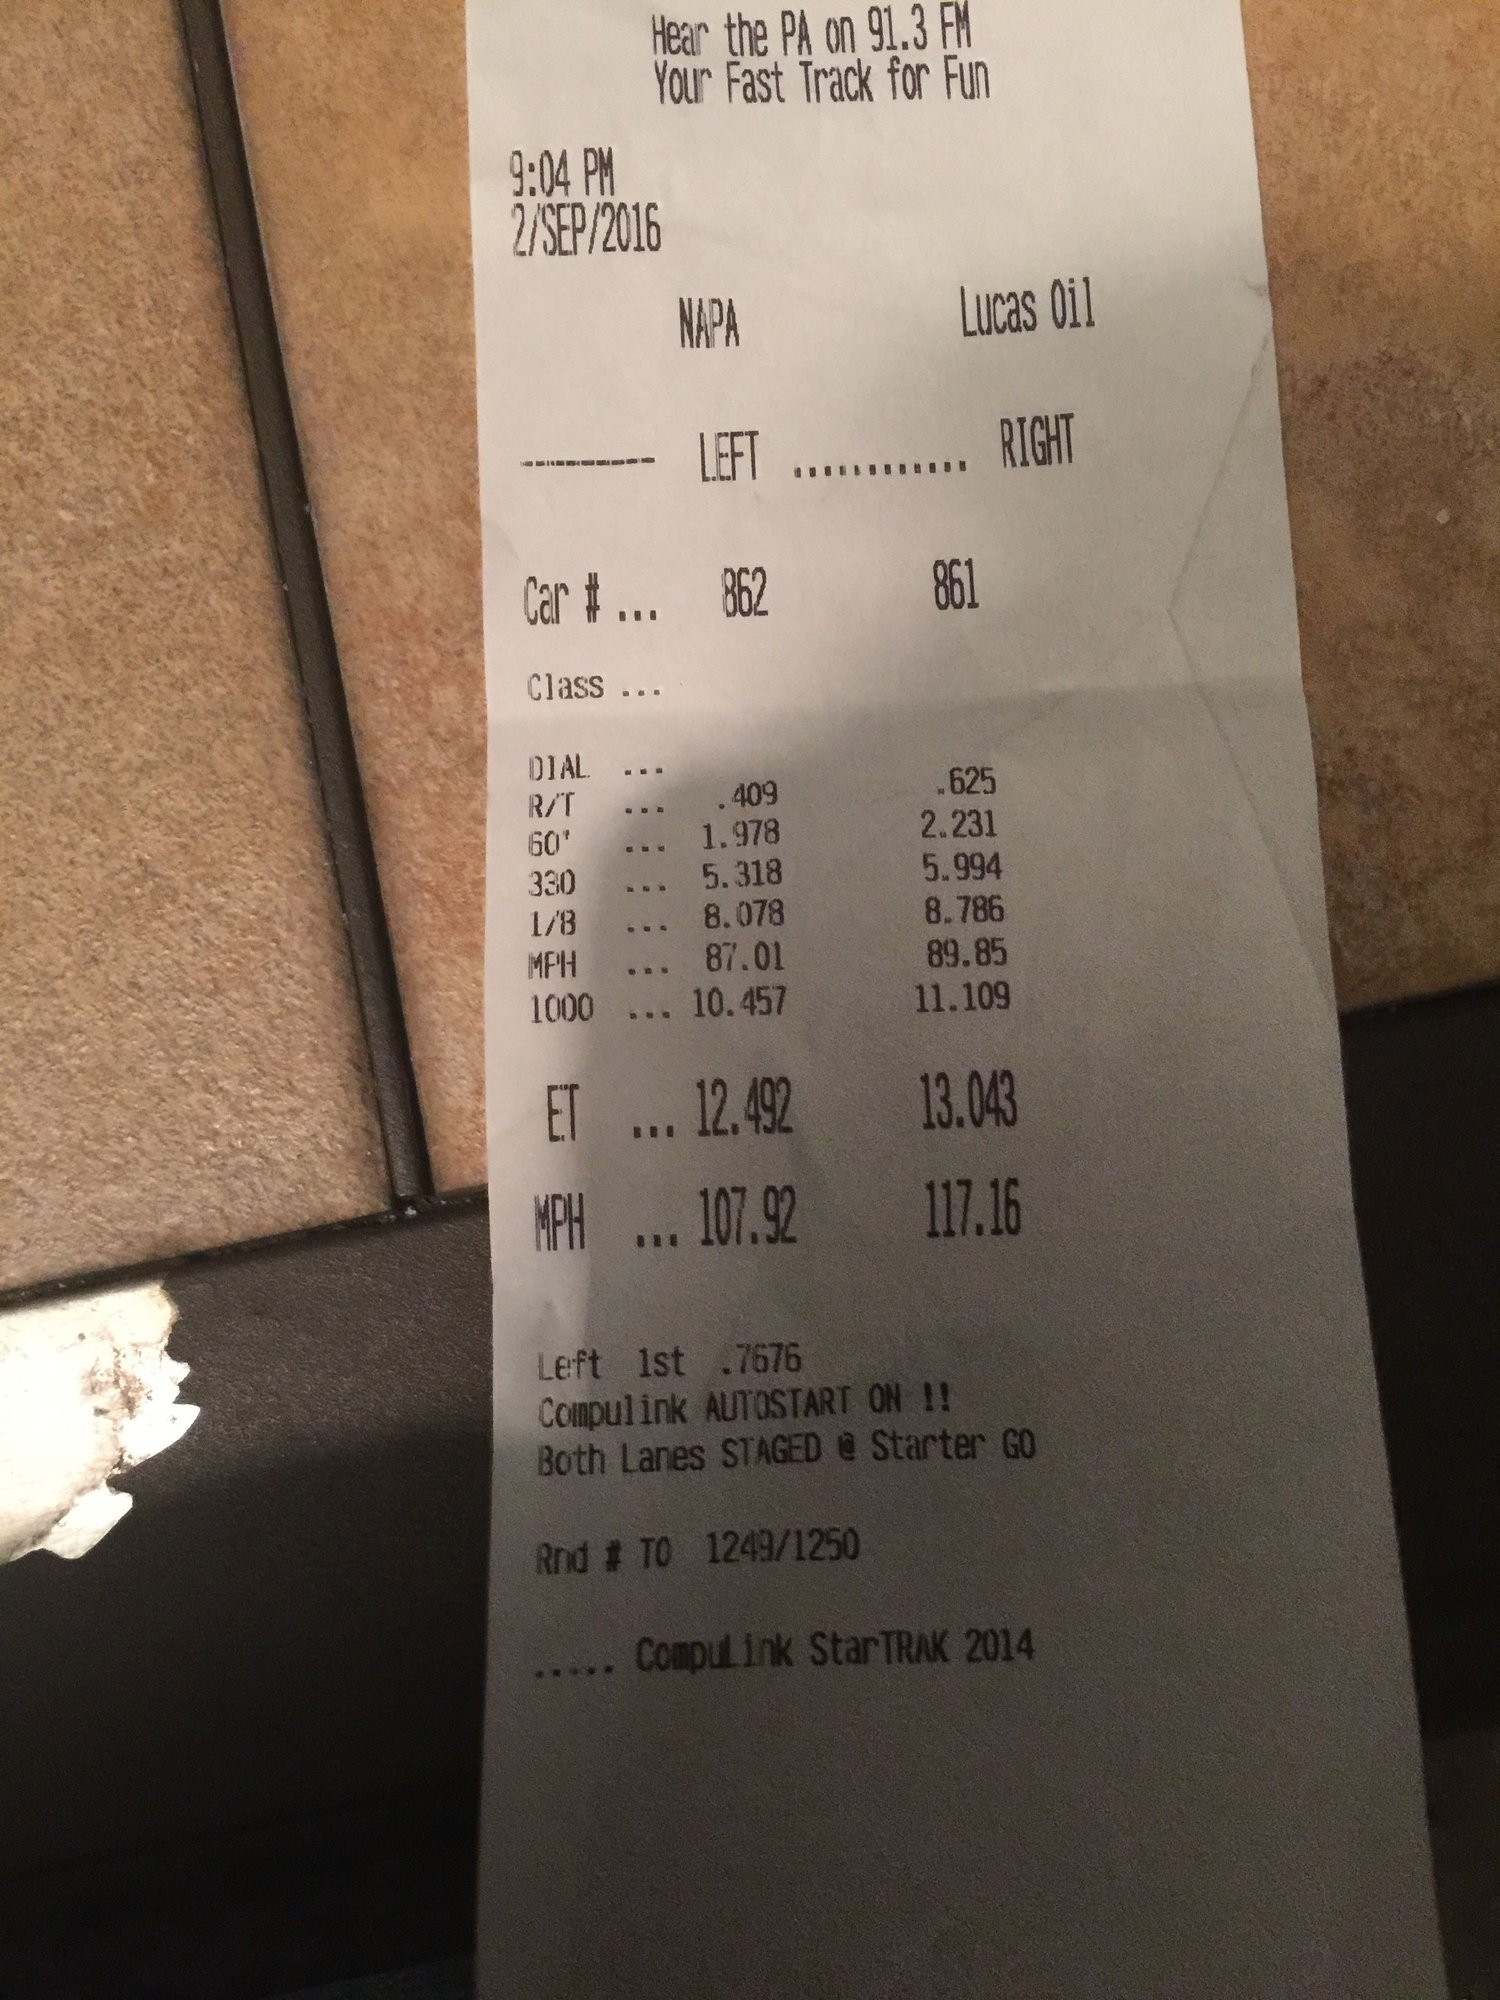 Hear the PA on 91.3 FM
Your Fast Track for Fun
9:04 PM
2/SEP/2016
NAPA Lucas Oil
--------- LEFT ............ RIGHT
Car # ... 862 861
Class ...
DIAL ...
R/T ... .409 .625
60' ... 1.978 2.231
330 ... 5.318 5.994
1/8 ... 8.078 8.786
MPH ... 87.01 89.85
1000 ... 10.457 11.109
ET ... 12.492 13.043
MPH ... 107.92 117.16
Left 1st .7676
Compulink AUTOSTART ON !!
Both Lanes STAGED @ Starter GO
Rnd # TO 1249/1250
..... CompuLink StarTRAK 2014